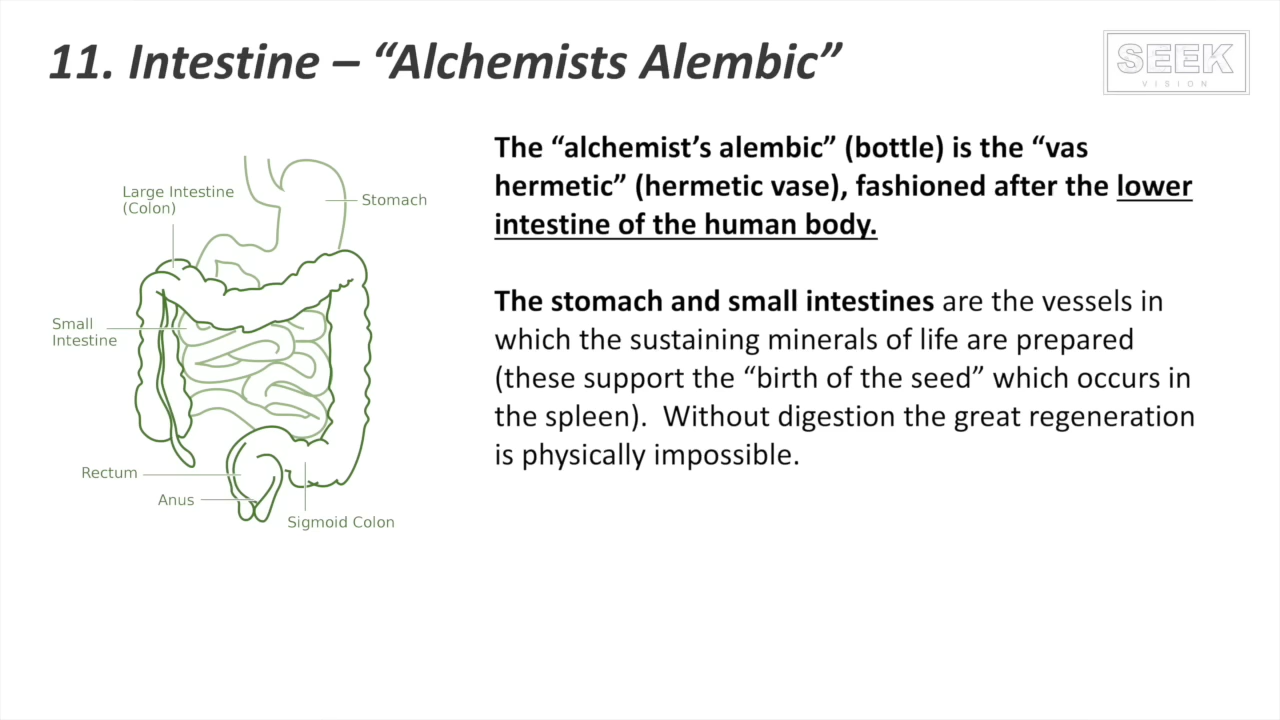 11. Intestine – “Alchemists Alembic”
SEEK
VISION
The “alchemist’s alembic” (bottle) is the “vas
hermetic” (hermetic vase), fashioned after the lower
intestine of the human body.
The stomach and small intestines are the vessels in
which the sustaining minerals of life are prepared
(these support the “birth of the seed” which occurs in
the spleen).  Without digestion the great regeneration
is physically impossible.
Large Intestine
(Colon)
Stomach
Small
Intestine
Rectum
Anus
Sigmoid Colon